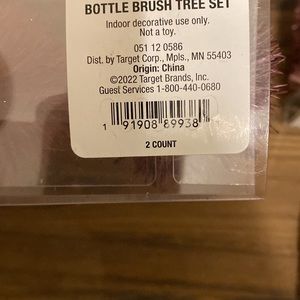 BOTTLE BRUSH TREE SET
Indoor decorative use only.
Not a toy.
051 12 0586
Dist. by Target Corp., Mpls., MN 55403
Origin: China
©2022 Target Brands, Inc.
Guest Services 1-800-440-0680
1 91908 89938
2 COUNT